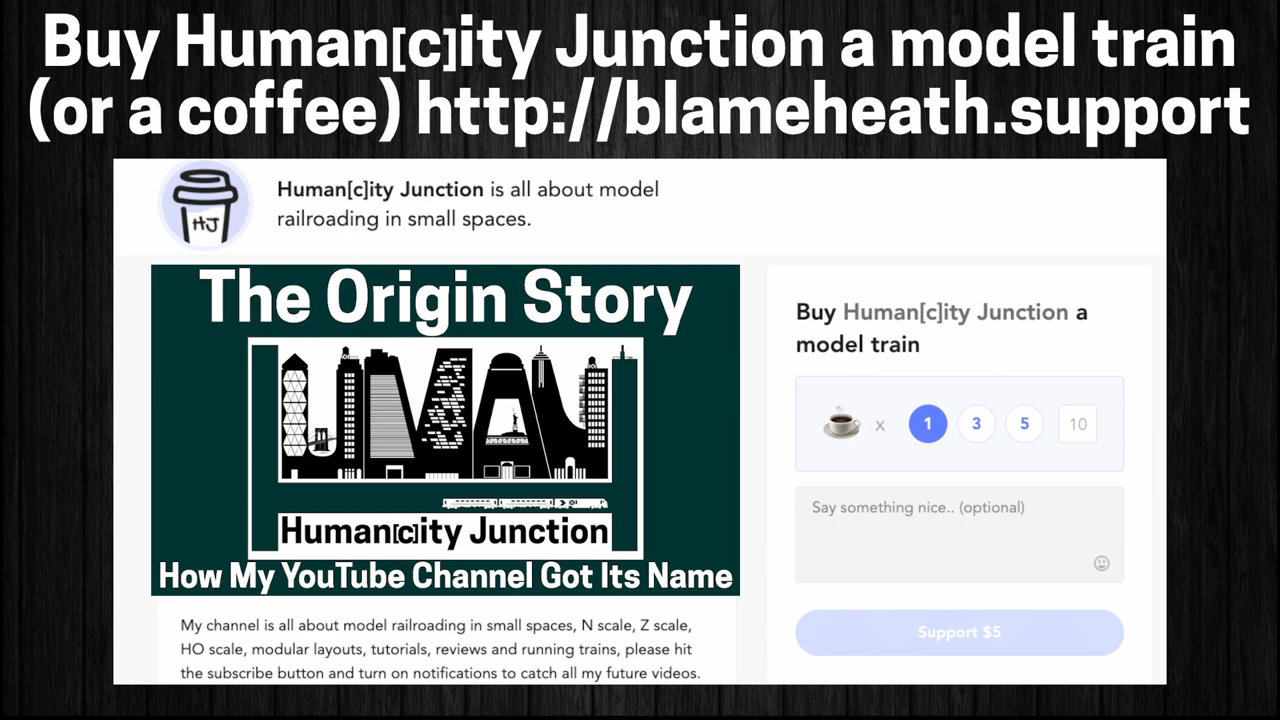 Buy Human[c]ity Junction a model train
(or a coffee) http://blameheath.support
HJ
Human[c]ity Junction is all about model
railroading in small spaces.
The Origin Story
Human[c]ity Junction
How My YouTube Channel Got Its Name
My channel is all about model railroading in small spaces, N scale, Z scale,
HO scale, modular layouts, tutorials, reviews and running trains, please hit
the subscribe button and turn on notifications to catch all my future videos.
Buy Human[c]ity Junction a
model train
x 1 3 5 10
Say something nice.. (optional)
Support $5